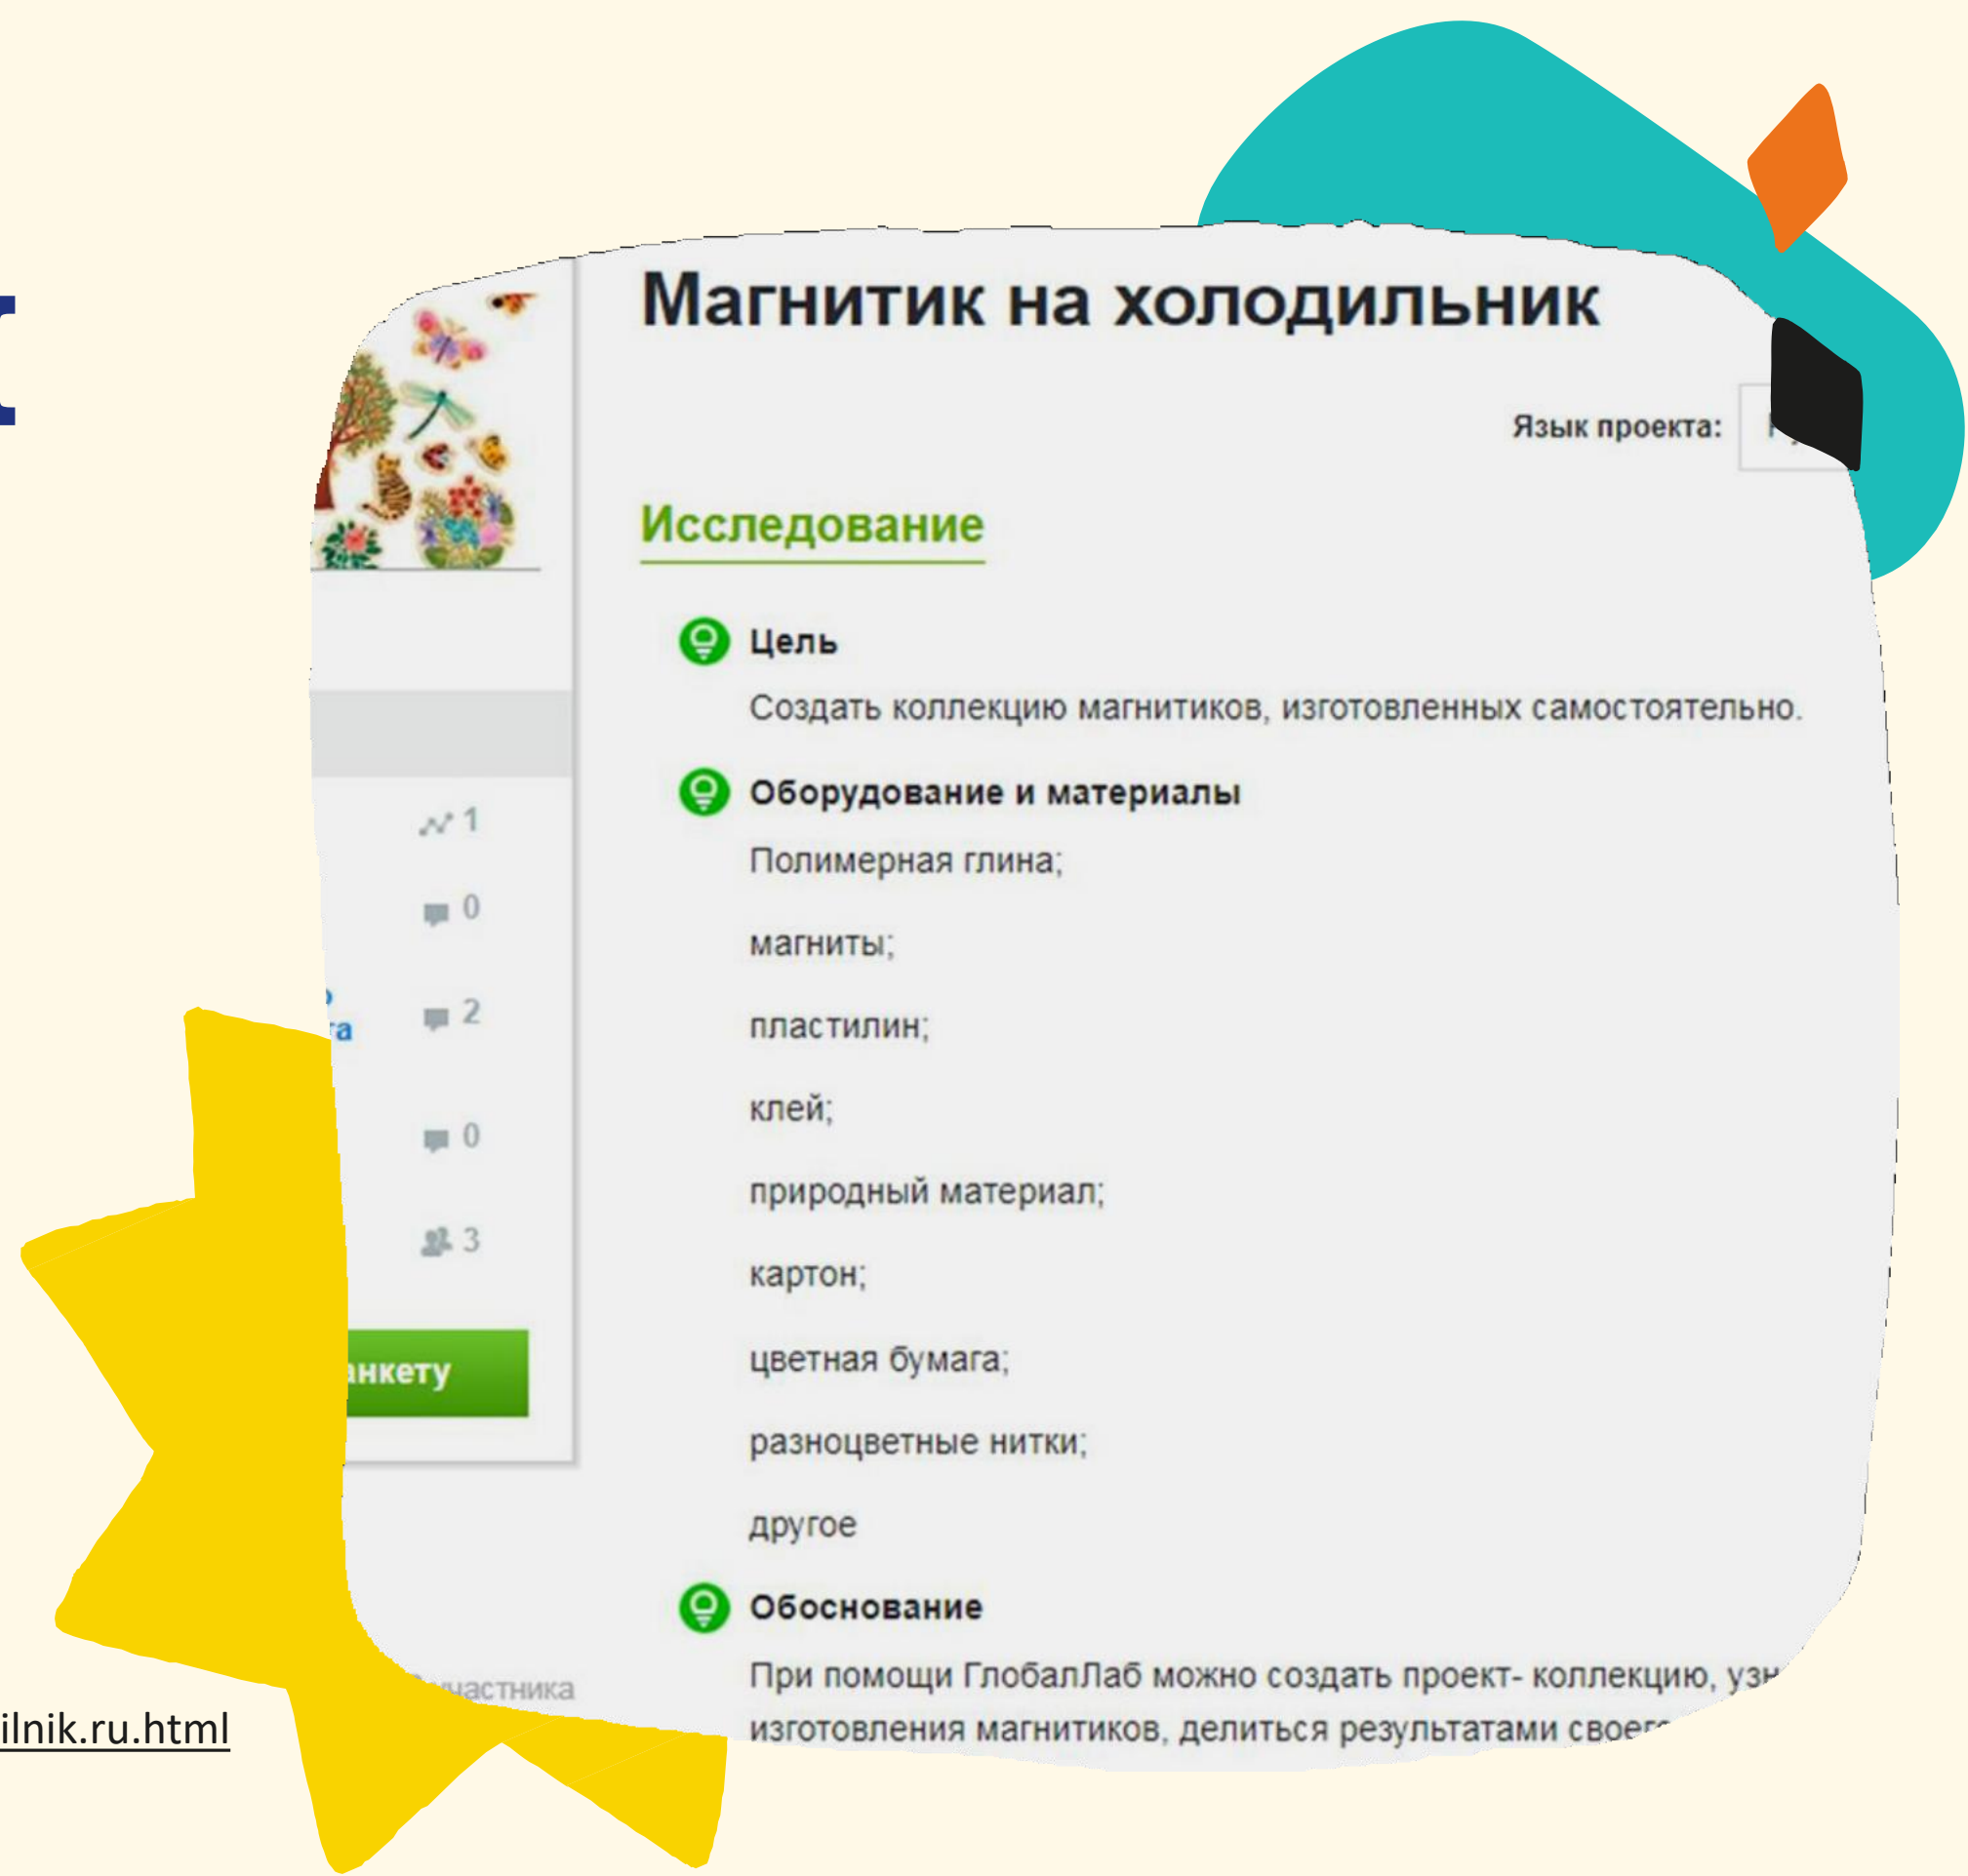 Магнитик на холодильник
Язык проекта:
Исследование
Цель
Создать коллекцию магнитиков, изготовленных самостоятельно.
Оборудование и материалы
Полимерная глина;
магниты;
пластилин;
клей;
природный материал;
картон;
цветная бумага;
разноцветные нитки;
другое
Обоснование
При помощи ГлобалЛаб можно создать проект- коллекцию,
изготовления магнитиков, делиться результатами
1
0
2
0
3
ilnik.ru.html